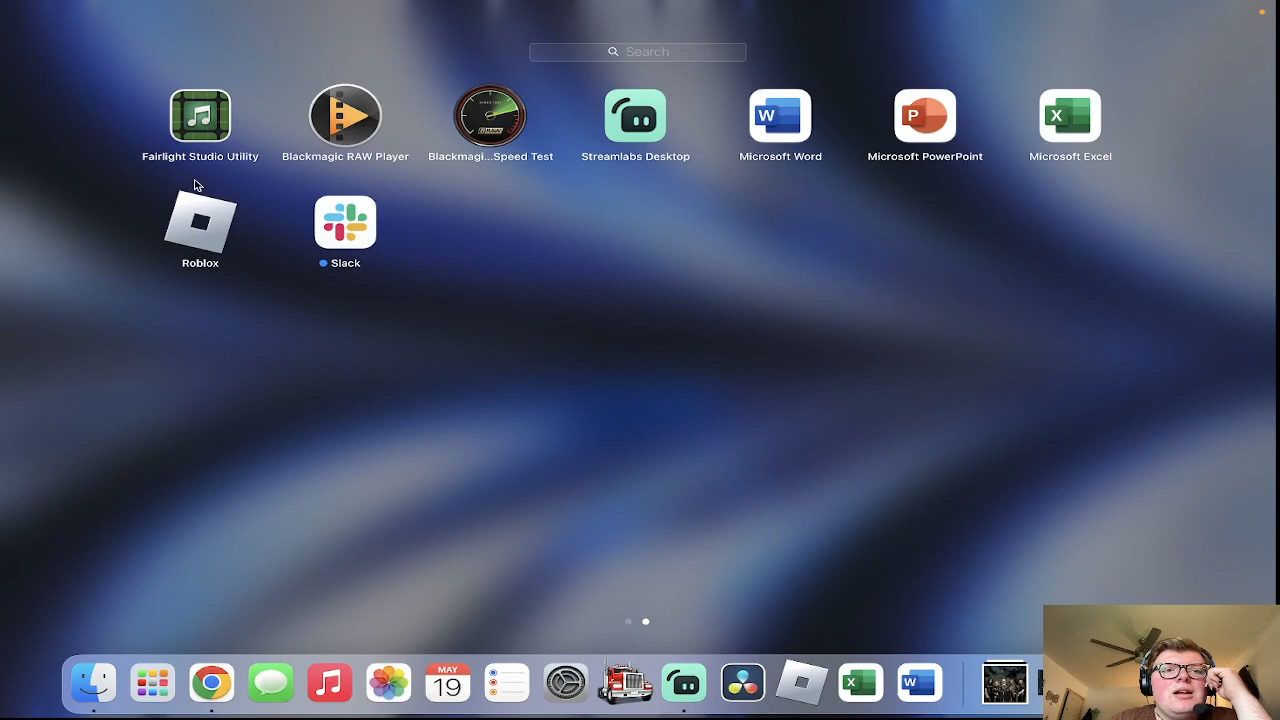 Search
Fairlight Studio Utility
Blackmagic RAW Player
Blackmagi...Speed Test
Streamlabs Desktop
Microsoft Word
Microsoft PowerPoint
Microsoft Excel
W
P
X
Roblox
Slack
MAY
19
X
W